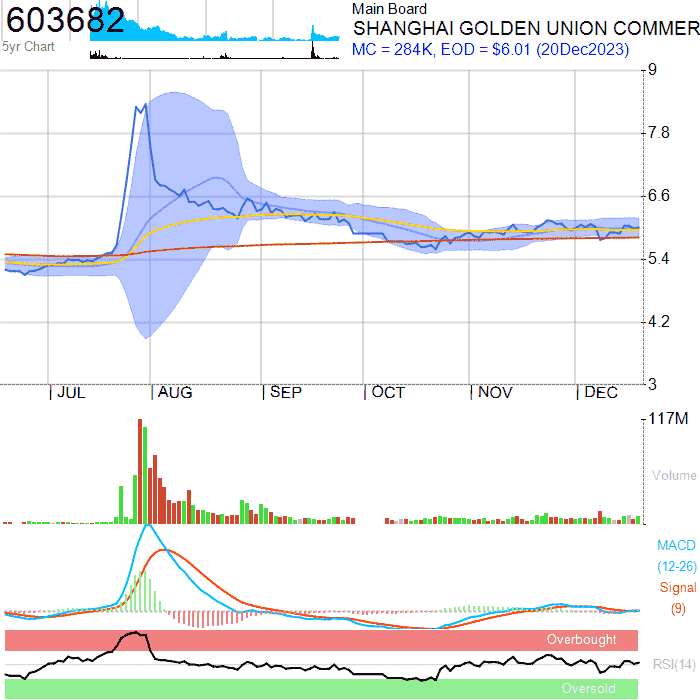 603682
5yr Chart
Main Board
SHANGHAI GOLDEN UNION COMMER
MC = 284K, EOD = $6.01 (20Dec2023)
9
7.8
6.6
5.4
4.2
3
JUL AUG SEP OCT NOV DEC
117M
Volume
MACD
(12-26)
Signal
(9)
Overbought
RSI(14)
Oversold